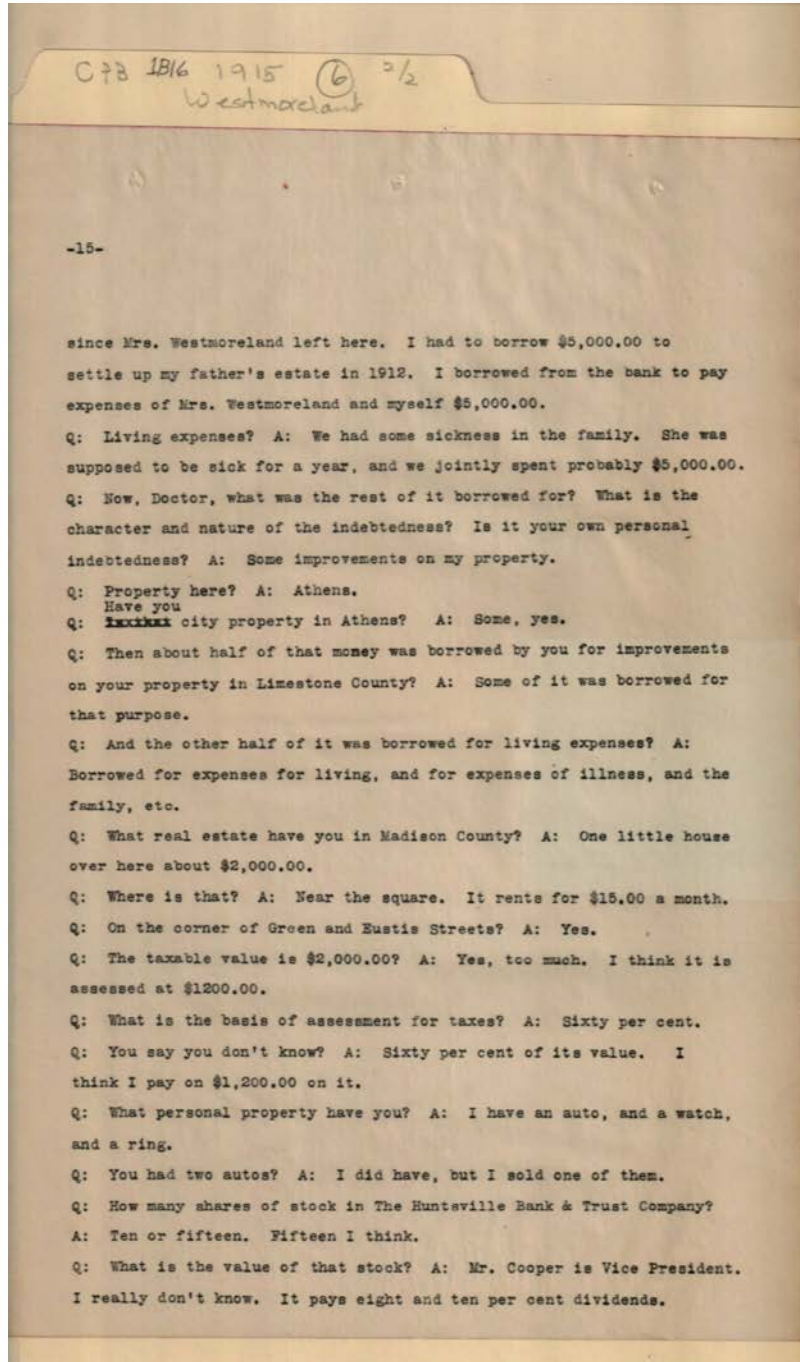 C73 1B16 1915 6 2/2
Westmoreland
-15-
since Mrs. Westmoreland left here. I had to borrow $5,000.00 to
settle up my father's estate in 1912. I borrowed from the bank to pay
expenses of Mrs. Westmoreland and myself $5,000.00.
Q: Living expenses? A: We had some sickness in the family. She was
supposed to be sick for a year, and we jointly spent probably $5,000.00.
Q: Now, Doctor, what was the rest of it borrowed for? What is the
character and nature of the indebtedness? Is it your own personal
indebtedness? A: Some improvements on my property.
Q: Property here? A: Athens.
Have you
Q: city property in Athens? A: Some, yes.
Q: Then about half of that money was borrowed by you for improvements
on your property in Limestone County? A: Some of it was borrowed for
that purpose.
Q: And the other half of it was borrowed for living expenses? A:
Borrowed for expenses for living, and for expenses of illness, and the
family, etc.
Q: What real estate have you in Madison County? A: One little house
over here about $2,000.00.
Q: Where is that? A: Near the square. It rents for $15.00 a month.
Q: On the corner of Green and Eustis Streets? A: Yes.
Q: The taxable value is $2,000.00? A: Yes, too much. I think it is
assessed at $1200.00.
Q: What is the basis of assessment for taxes? A: Sixty per cent.
Q: You say you don't know? A: Sixty per cent of its value. I
think I pay on $1,200.00 on it.
Q: What personal property have you? A: I have an auto, and a watch,
and a ring.
Q: You had two autos? A: I did have, but I sold one of them.
Q: How many shares of stock in The Huntsville Bank & Trust Company?
A: Ten or fifteen. Fifteen I think.
Q: What is the value of that stock? A: Mr. Cooper is Vice President.
I really don't know. It pays eight and ten per cent dividends.